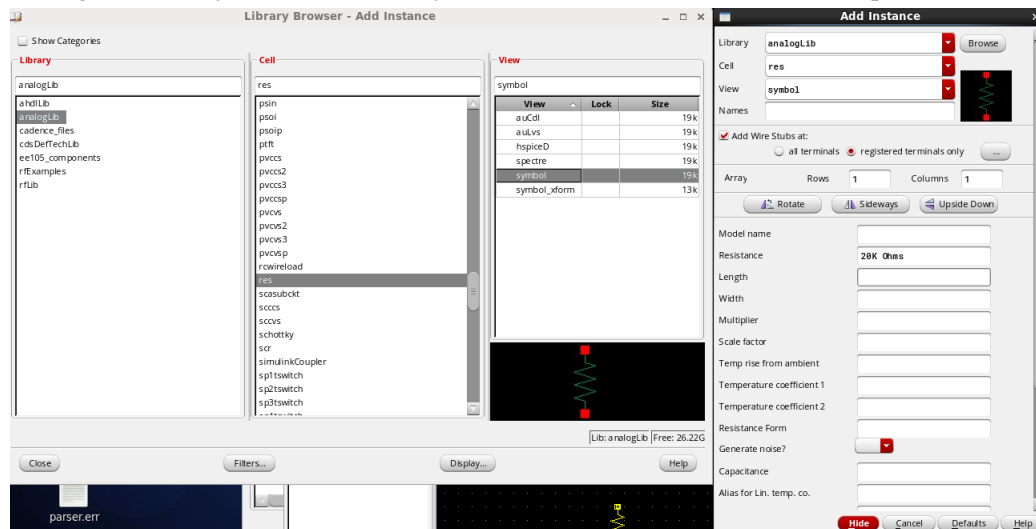 Library Browser - Add Instance
Show Categories
Library
analogLib
ahdlLib
analogLib
cadence_files
cdsDefTechLib
ee105_components
rfExamples
rfLib
Cell
res
psin
psoi
psoip
ptft
pvccs
pvccs2
pvccs3
pvccsp
pvcvs
pvcvs2
pvcvs3
pvcvsp
rcwireload
res
scasubckt
scccs
sccvs
schottky
scr
simulinkCoupler
sp1tswitch
sp2tswitch
sp3tswitch
View
symbol
View Lock Size
auCdl 19k
auLvs 19k
hspiceD 19k
spectre 19k
symbol 19k
symbol_xform 13k
Lib: analogLib Free: 26.22G
Close Filters... Display... Help
parser.err
Add Instance
Library analogLib Browse
Cell res
View symbol
Names
Add Wire Stubs at:
all terminals registered terminals only ...
Array Rows 1 Columns 1
Rotate Sideways Upside Down
Model name
Resistance 20K Ohms
Length
Width
Multiplier
Scale factor
Temp rise from ambient
Temperature coefficient 1
Temperature coefficient 2
Resistance Form
Generate noise?
Capacitance
Alias for Lin. temp. co.
Hide Cancel Defaults Help